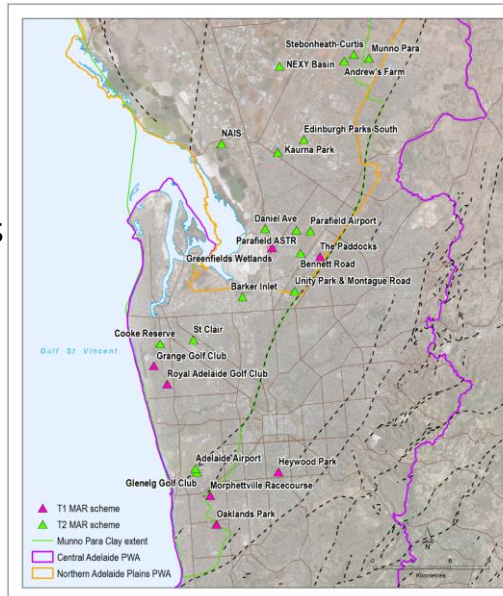 s
Stebonheath-Curtis
Munno Para
NEXY Basin
Andrew's Farm
NAIS
Edinburgh Parks South
Kaurna Park
Daniel Ave
Parafield Airport
Parafield ASTR
The Paddocks
Greenfields Wetlands
Bennett Road
Barker Inlet
Unity Park & Montague Road
Cooke Reserve
St Clair
Gulf St Vincent
Grange Golf Club
Royal Adelaide Golf Club
Adelaide Airport
Heywood Park
Glenelg Golf Club
Morphettville Racecourse
Oaklands Park
T1 MAR scheme
T2 MAR scheme
Munno Para Clay extent
Central Adelaide PWA
Northern Adelaide Plains PWA
N
Kilometres